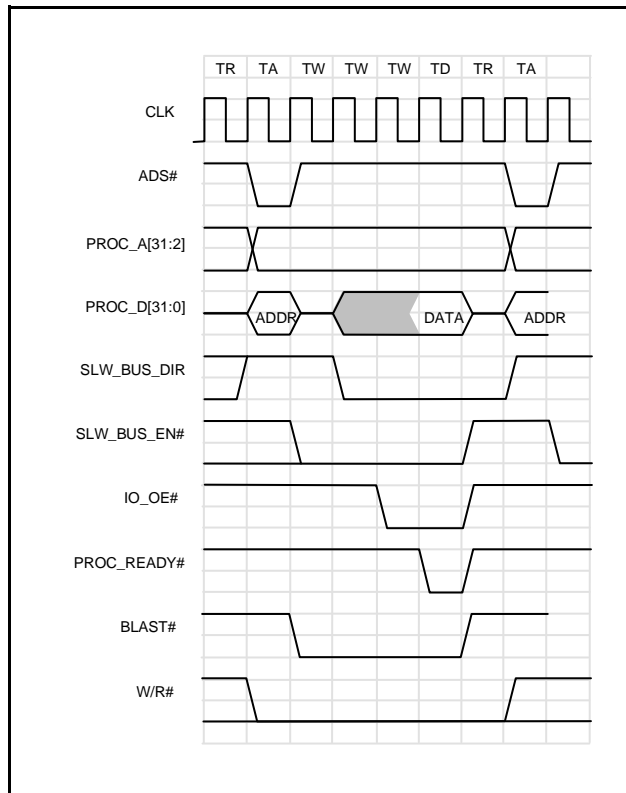 TR TA TW TW TW TD TR TA
CLK
ADS#
PROC_A[31:2]
PROC_D[31:0] ADDR DATA ADDR
SLW_BUS_DIR
SLW_BUS_EN#
IO_OE#
PROC_READY#
BLAST#
W/R#